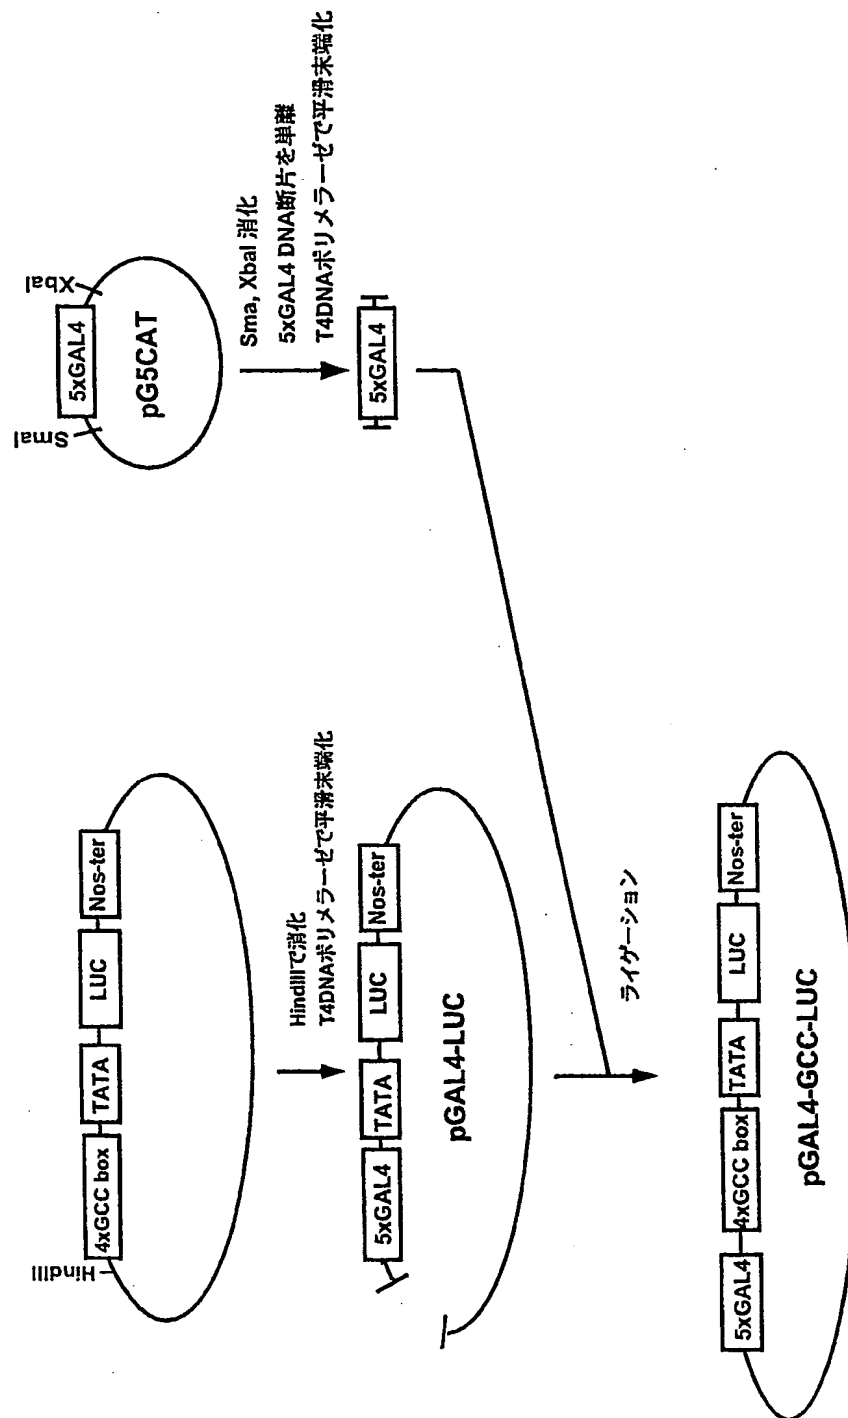 HindIII
4xGCC box
TATA
LUC
Nos-ter
HindIIIで消化
T4DNAポリメラーゼで平滑末端化
5xGAL4
TATA
LUC
Nos-ter
pGAL4-LUC
SmaI
5xGAL4
XbaI
pG5CAT
Sma, XbaI 消化
5xGAL4 DNA断片を単離
T4DNAポリメラーゼで平滑末端化
5xGAL4
ライゲーション
5xGAL4
4xGCC box
TATA
LUC
Nos-ter
pGAL4-GCC-LUC